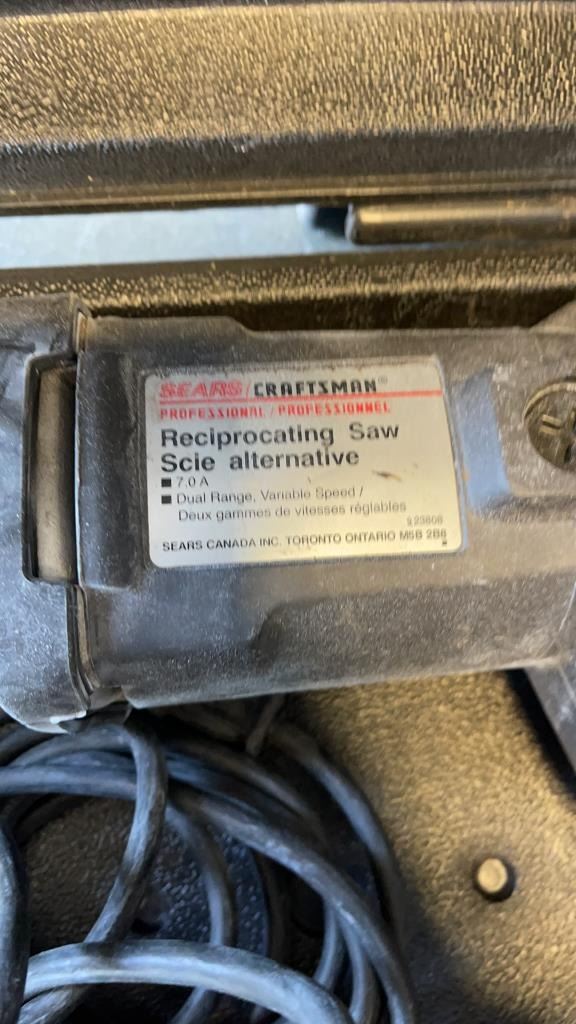 SEARS / CRAFTSMAN®
PROFESSIONAL / PROFESSIONNEL
Reciprocating Saw
Scie alternative
■ 7.0 A
■ Dual Range, Variable Speed /
Deux gammes de vitesses réglables
SEARS CANADA INC. TORONTO ONTARIO M5B 2B8